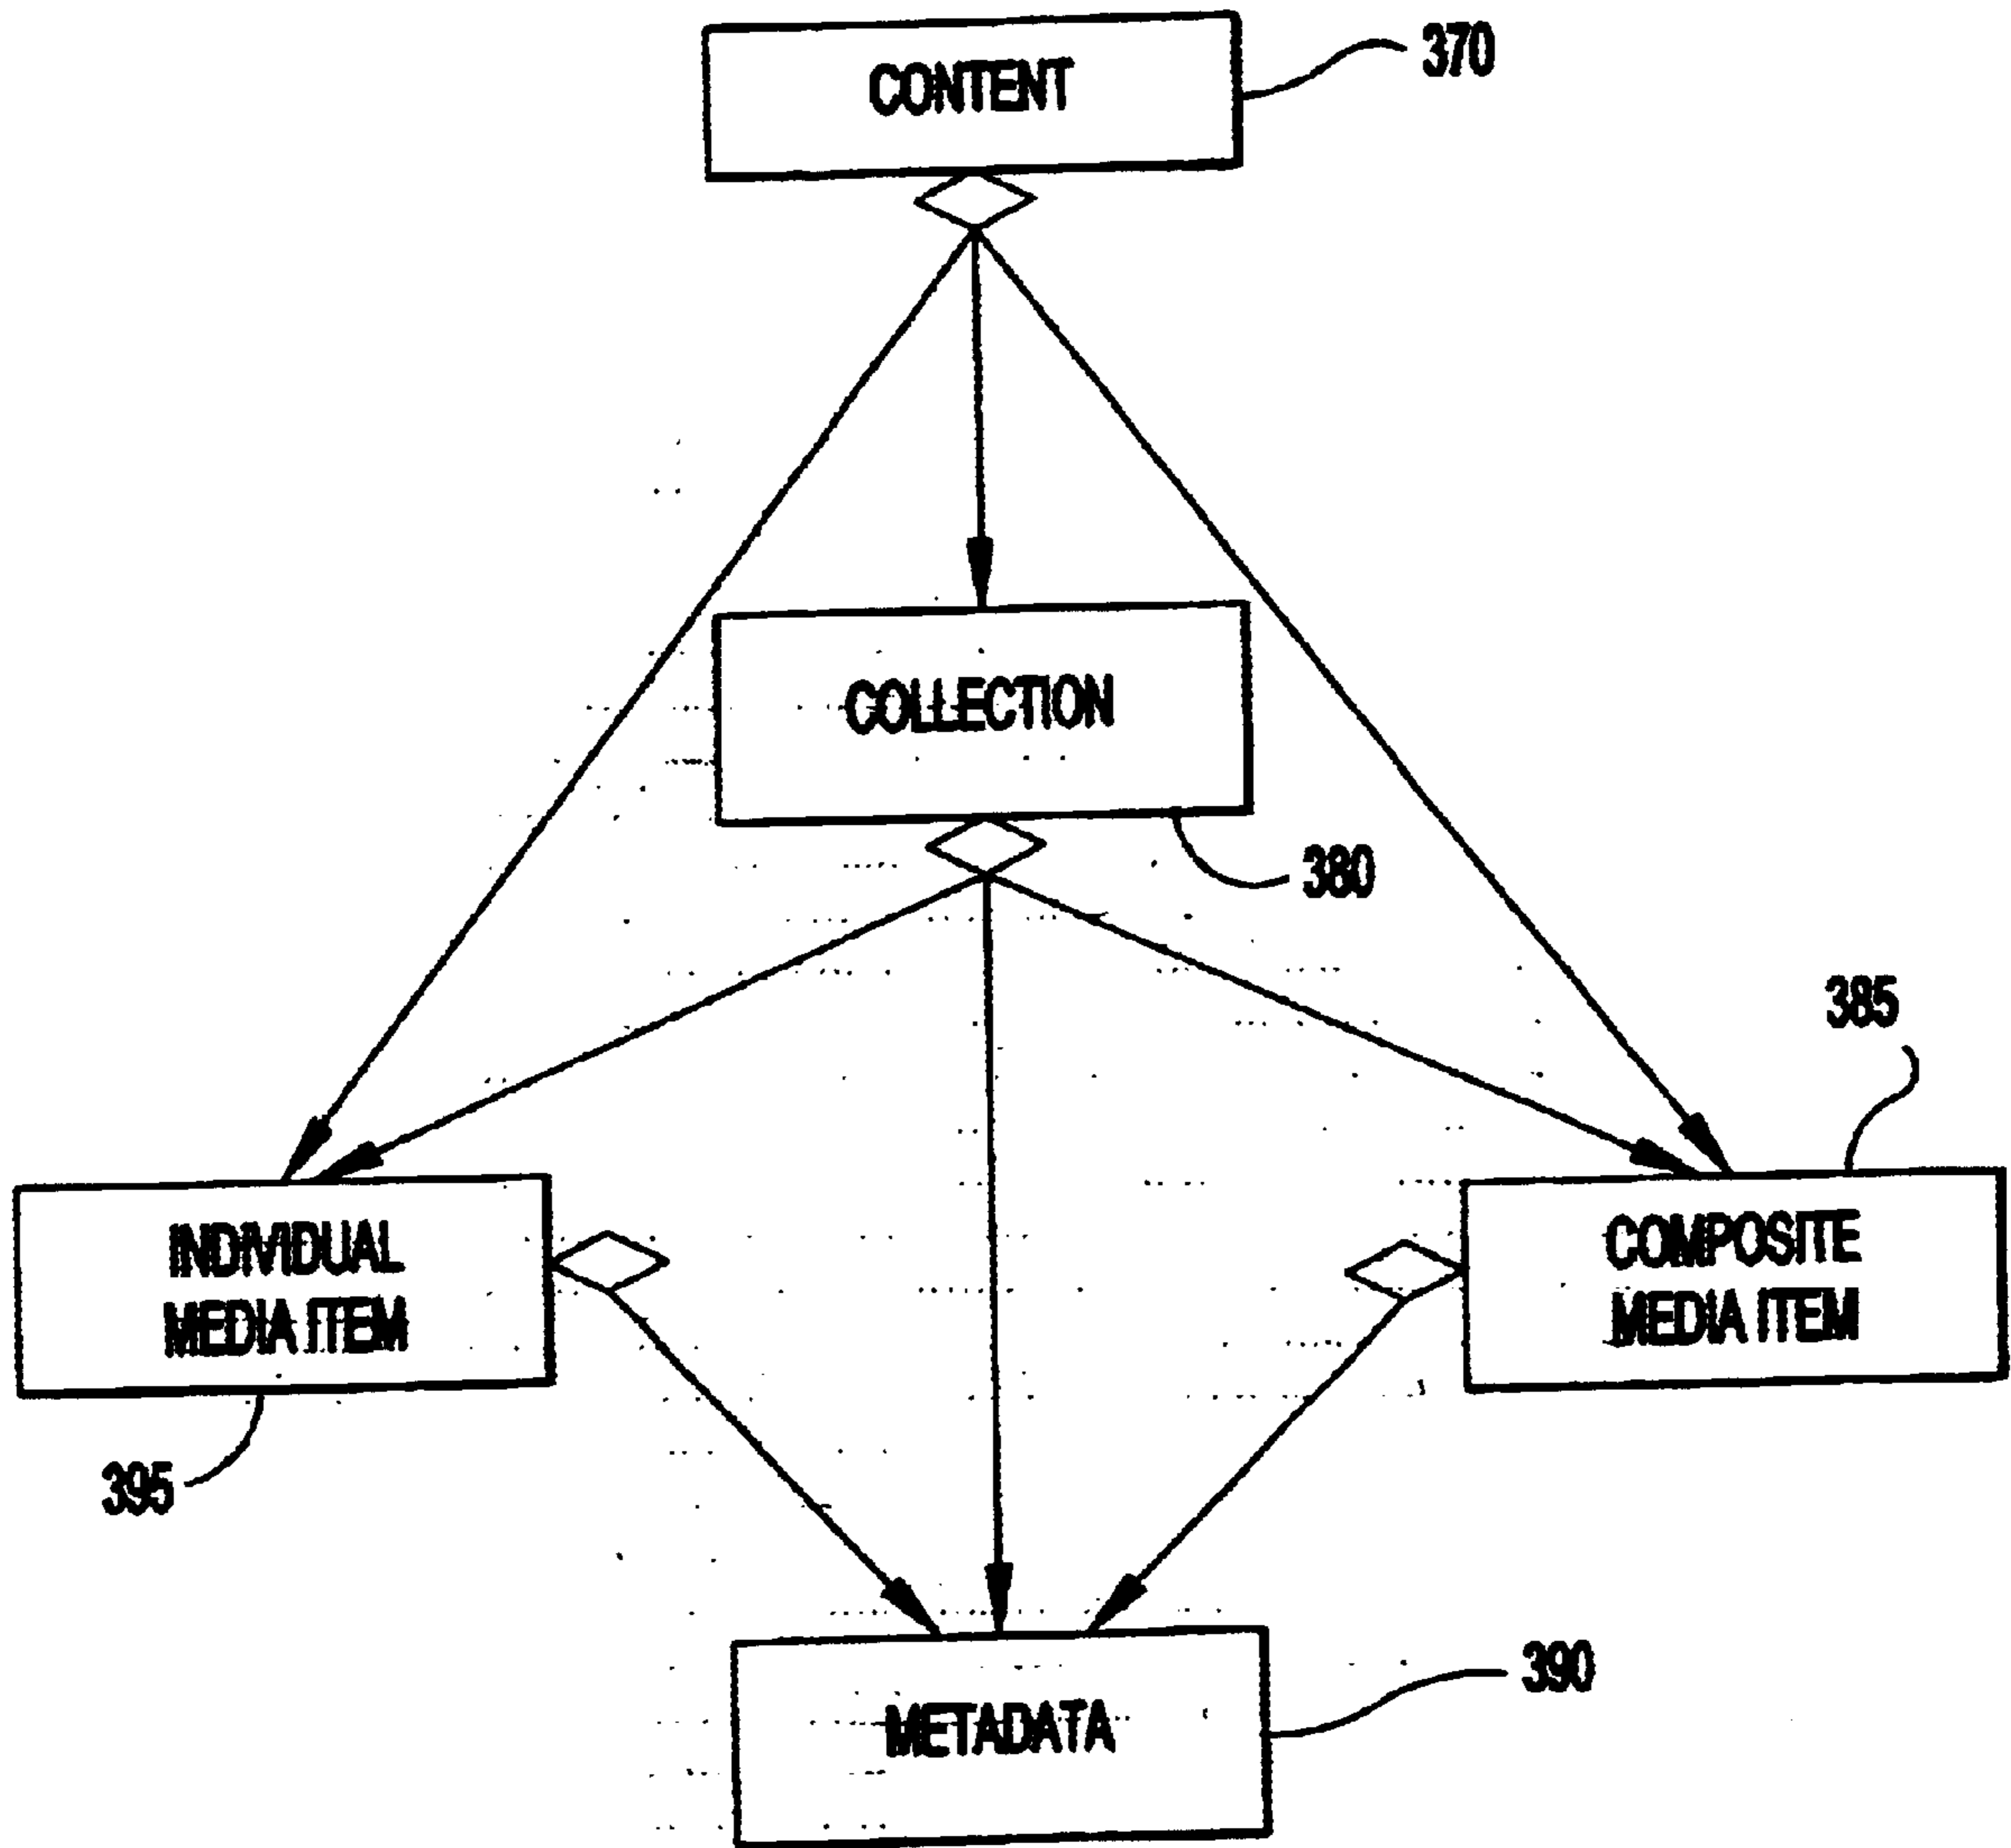 CONTENT
370
COLLECTION
380
385
INDIVIDUAL
MEDIA ITEM
COMPOSITE
MEDIA ITEM
395
METADATA
390